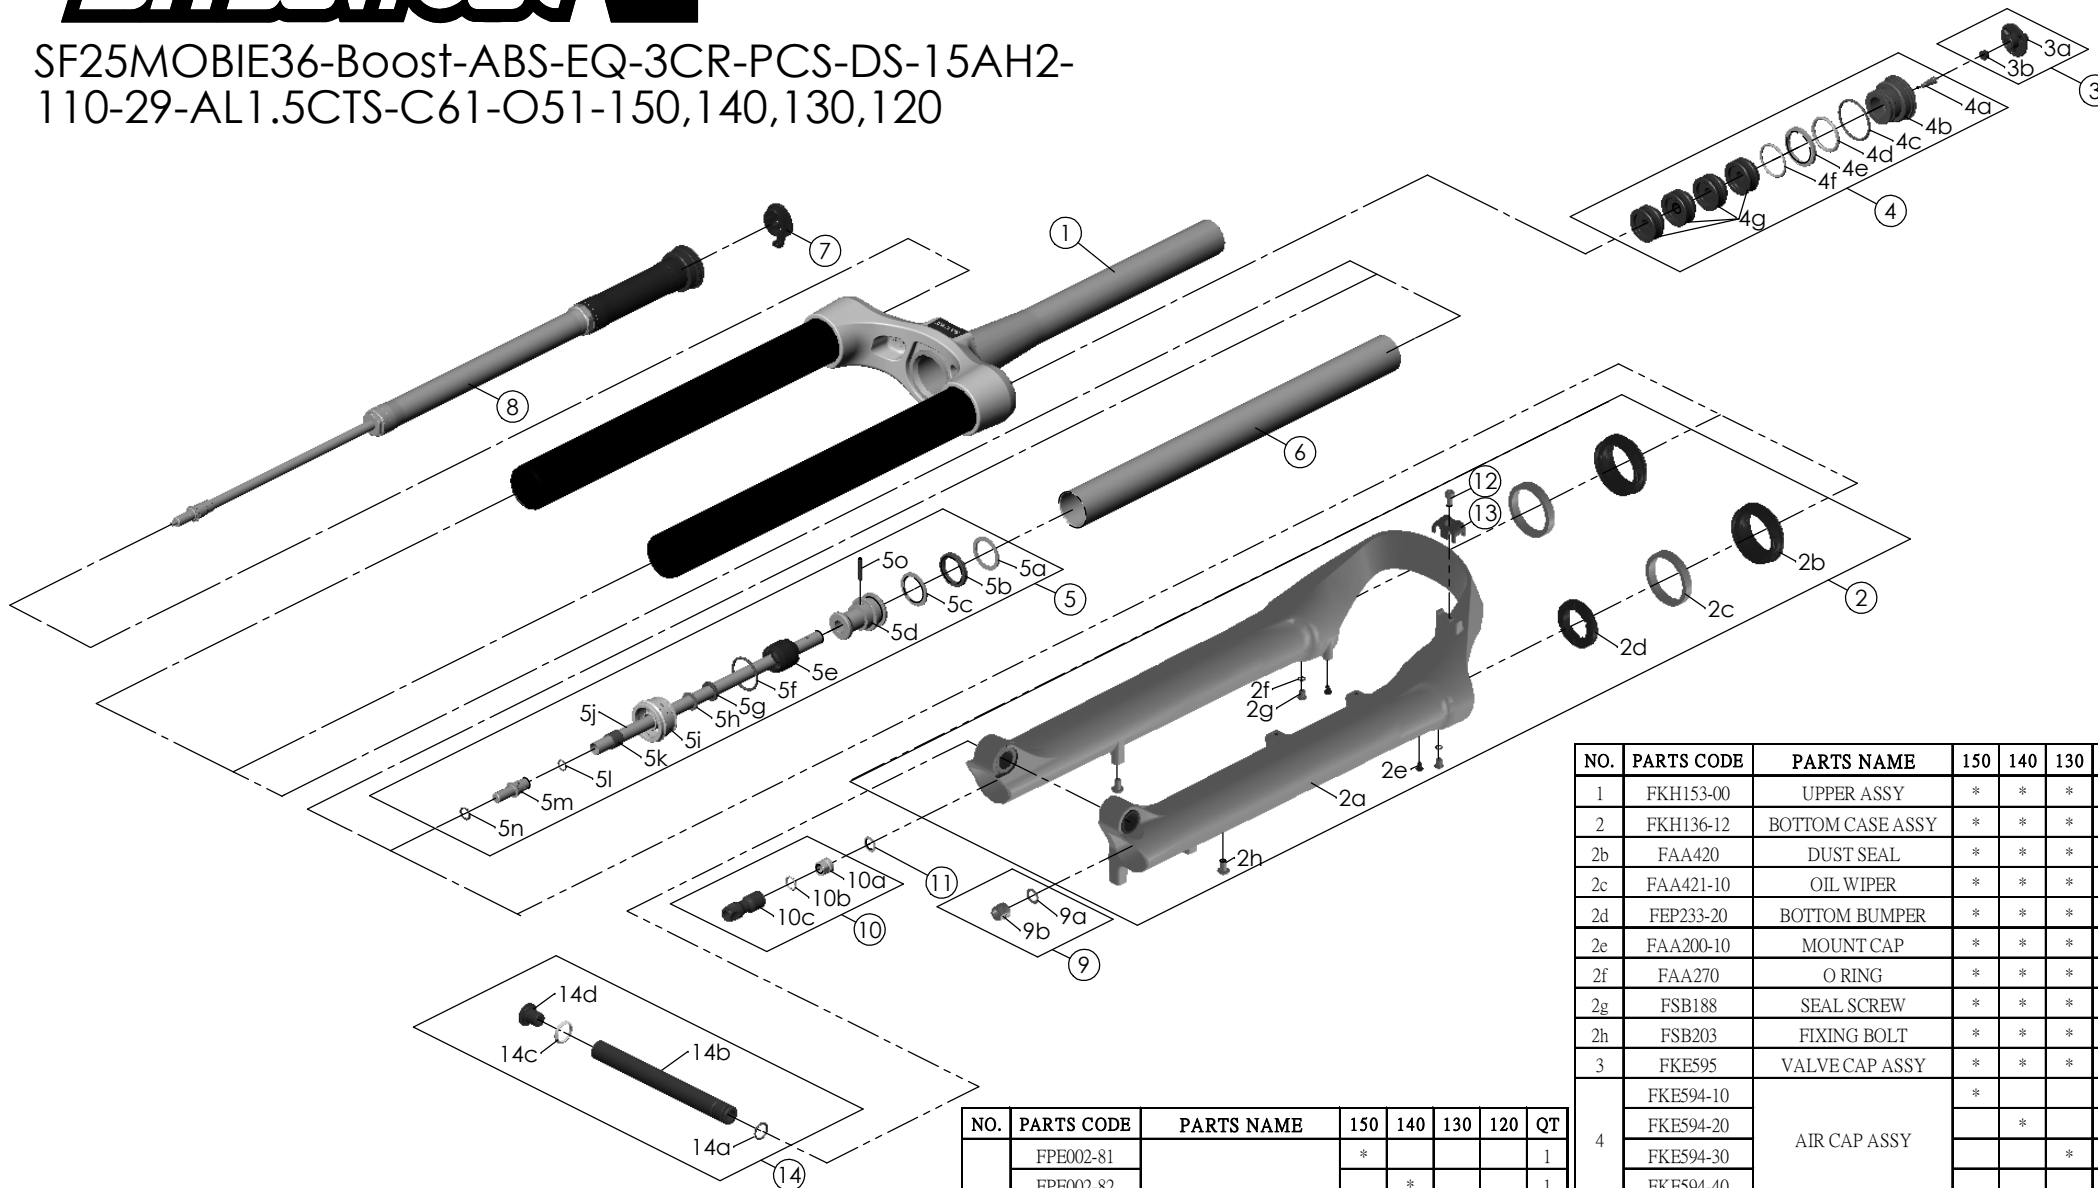 SF25MOBIE36-Boost-ABS-EQ-3CR-PCS-DS-15AH2-
110-29-AL1.5CTS-C61-O51-150,140,130,120
3a
3b
3
4a
4b
4c
4d
4e
4f
4g
4
7
1
8
6
12
13
2b
2c
2d
2
5o
5a
5b
5c
5
5d
5e
5f
5g
5h
5i
5j
5k
5l
5m
5n
2f
2g
2e
2a
2h
10a
10b
10c
10
11
9a
9b
9
14d
14c
14b
14a
14
NO. PARTS CODE PARTS NAME 150 140 130
1 FKH153-00 UPPER ASSY * * *
2 FKH136-12 BOTTOM CASE ASSY * * *
2b FAA420 DUST SEAL * * *
2c FAA421-10 OIL WIPER * * *
2d FEP233-20 BOTTOM BUMPER * * *
2e FAA200-10 MOUNT CAP * * *
2f FAA270 O RING * * *
2g FSB188 SEAL SCREW * * *
2h FSB203 FIXING BOLT * * *
3 FKE595 VALVE CAP ASSY * * *
4 FKE594-10 AIR CAP ASSY *
FKE594-20 *
FKE594-30 *
FKE594-40
NO. PARTS CODE PARTS NAME 150 140 130 120 QT
FPE002-81 * 1
FPE002-82 * 1